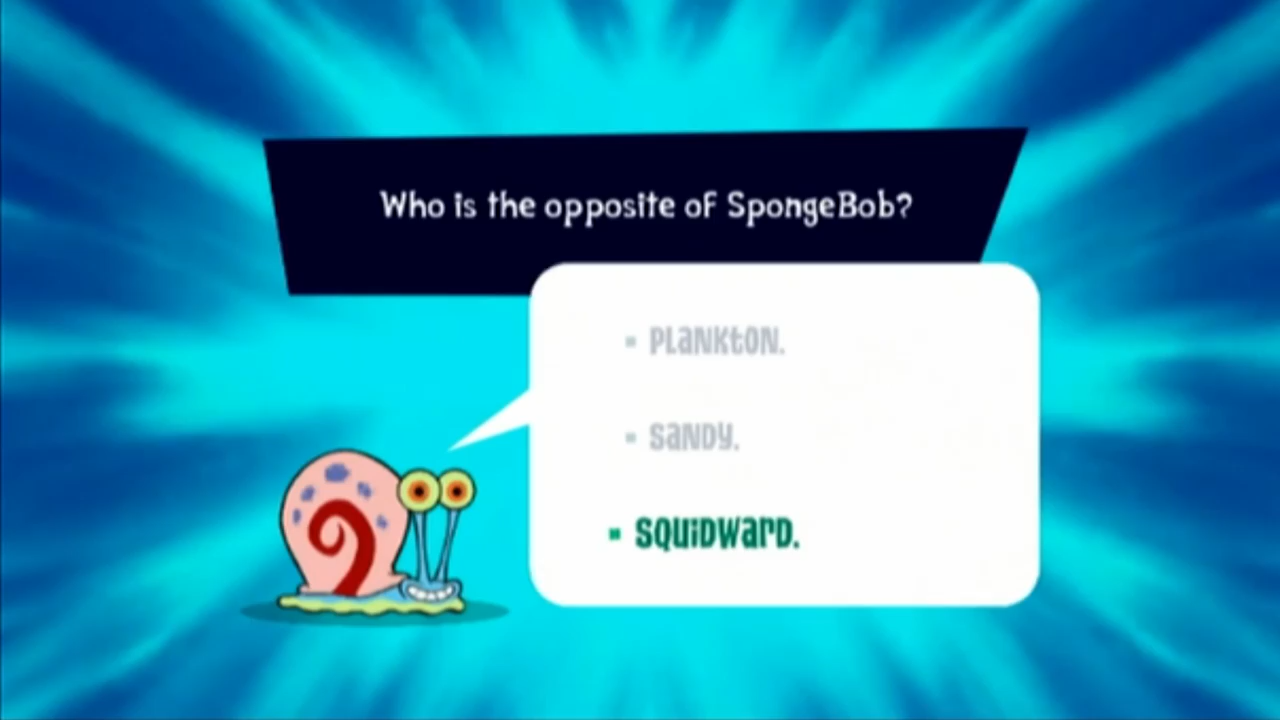 Who is the opposite of SpongeBob?
PLANKTON.
SANDY.
SQUIDWARD.